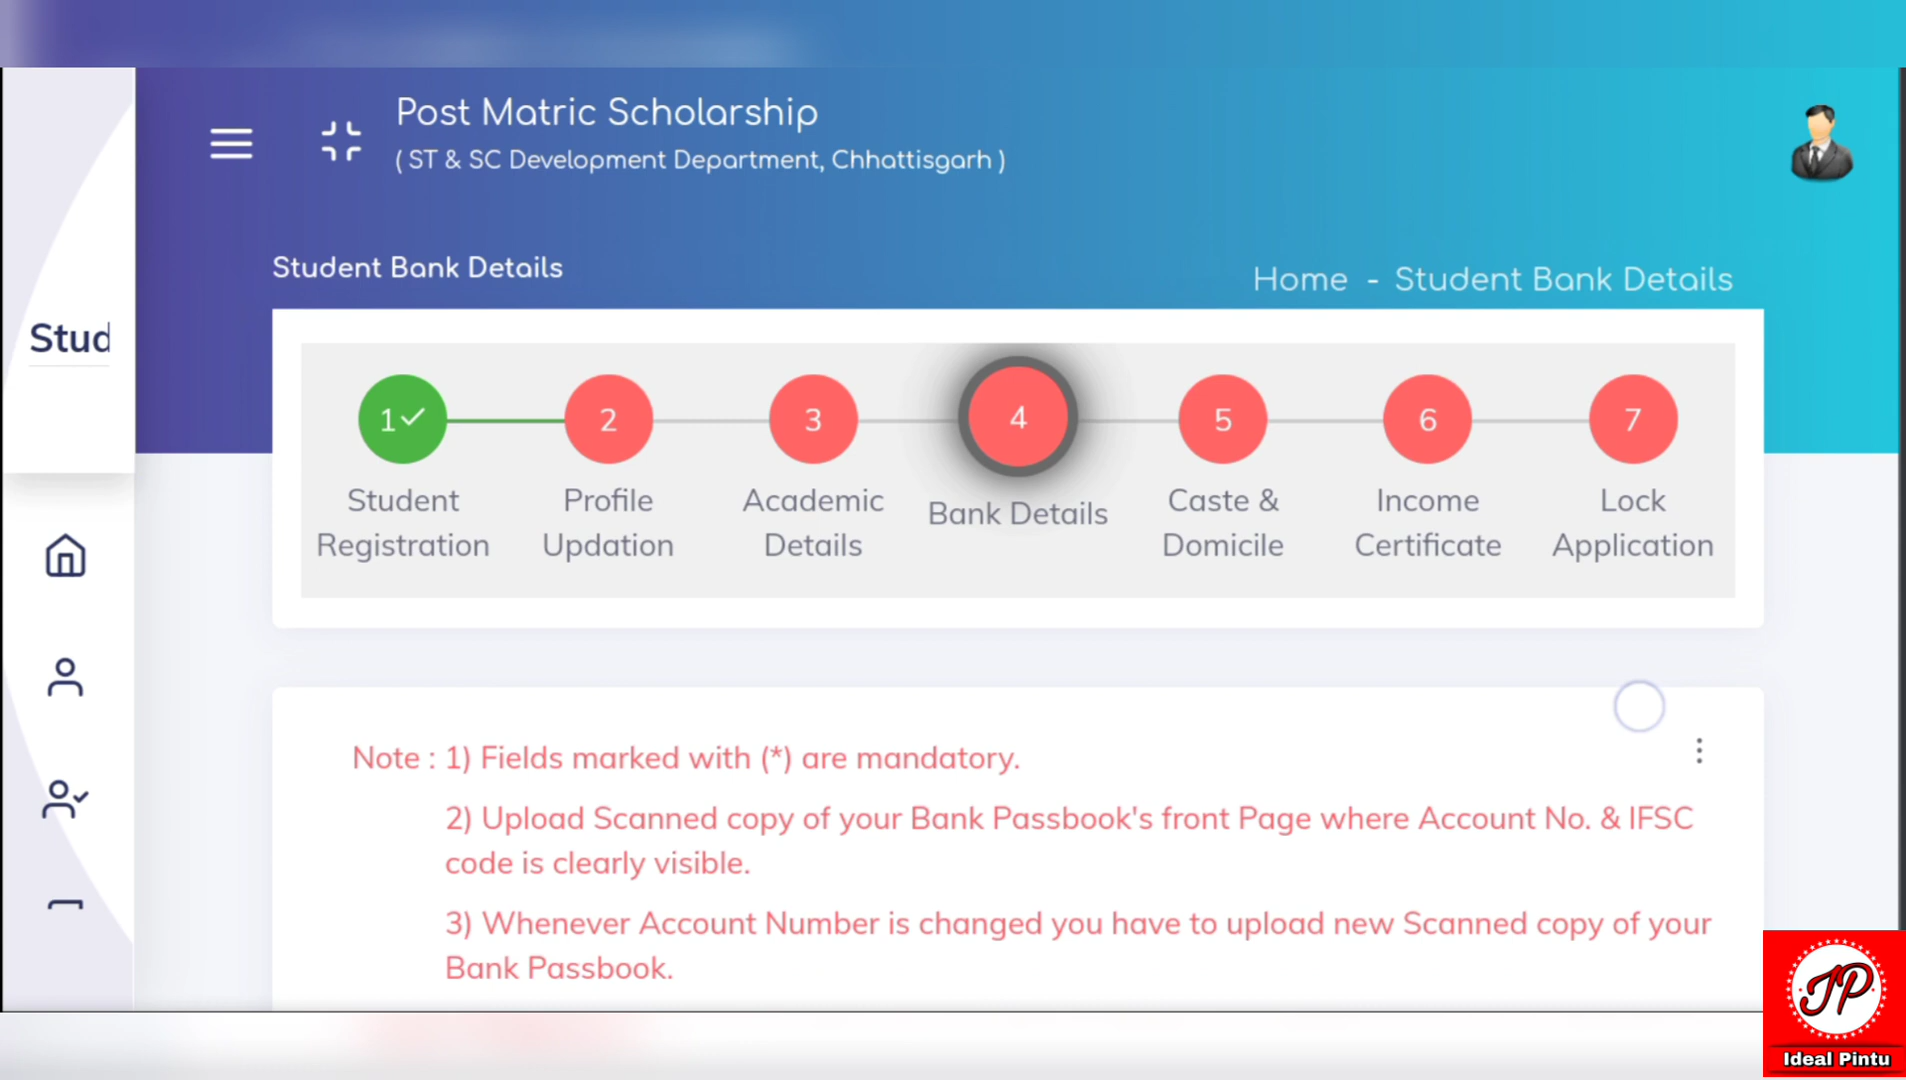 Post Matric Scholarship
( ST & SC Development Department, Chhattisgarh )
Student Bank Details
Home - Student Bank Details
Stud
1 2 3 4 5 6 7
Student Registration
Profile Updation
Academic Details
Bank Details
Caste & Domicile
Income Certificate
Lock Application
Note : 1) Fields marked with (*) are mandatory.
2) Upload Scanned copy of your Bank Passbook's front Page where Account No. & IFSC
code is clearly visible.
3) Whenever Account Number is changed you have to upload new Scanned copy of your
Bank Passbook.
JP
Ideal Pintu